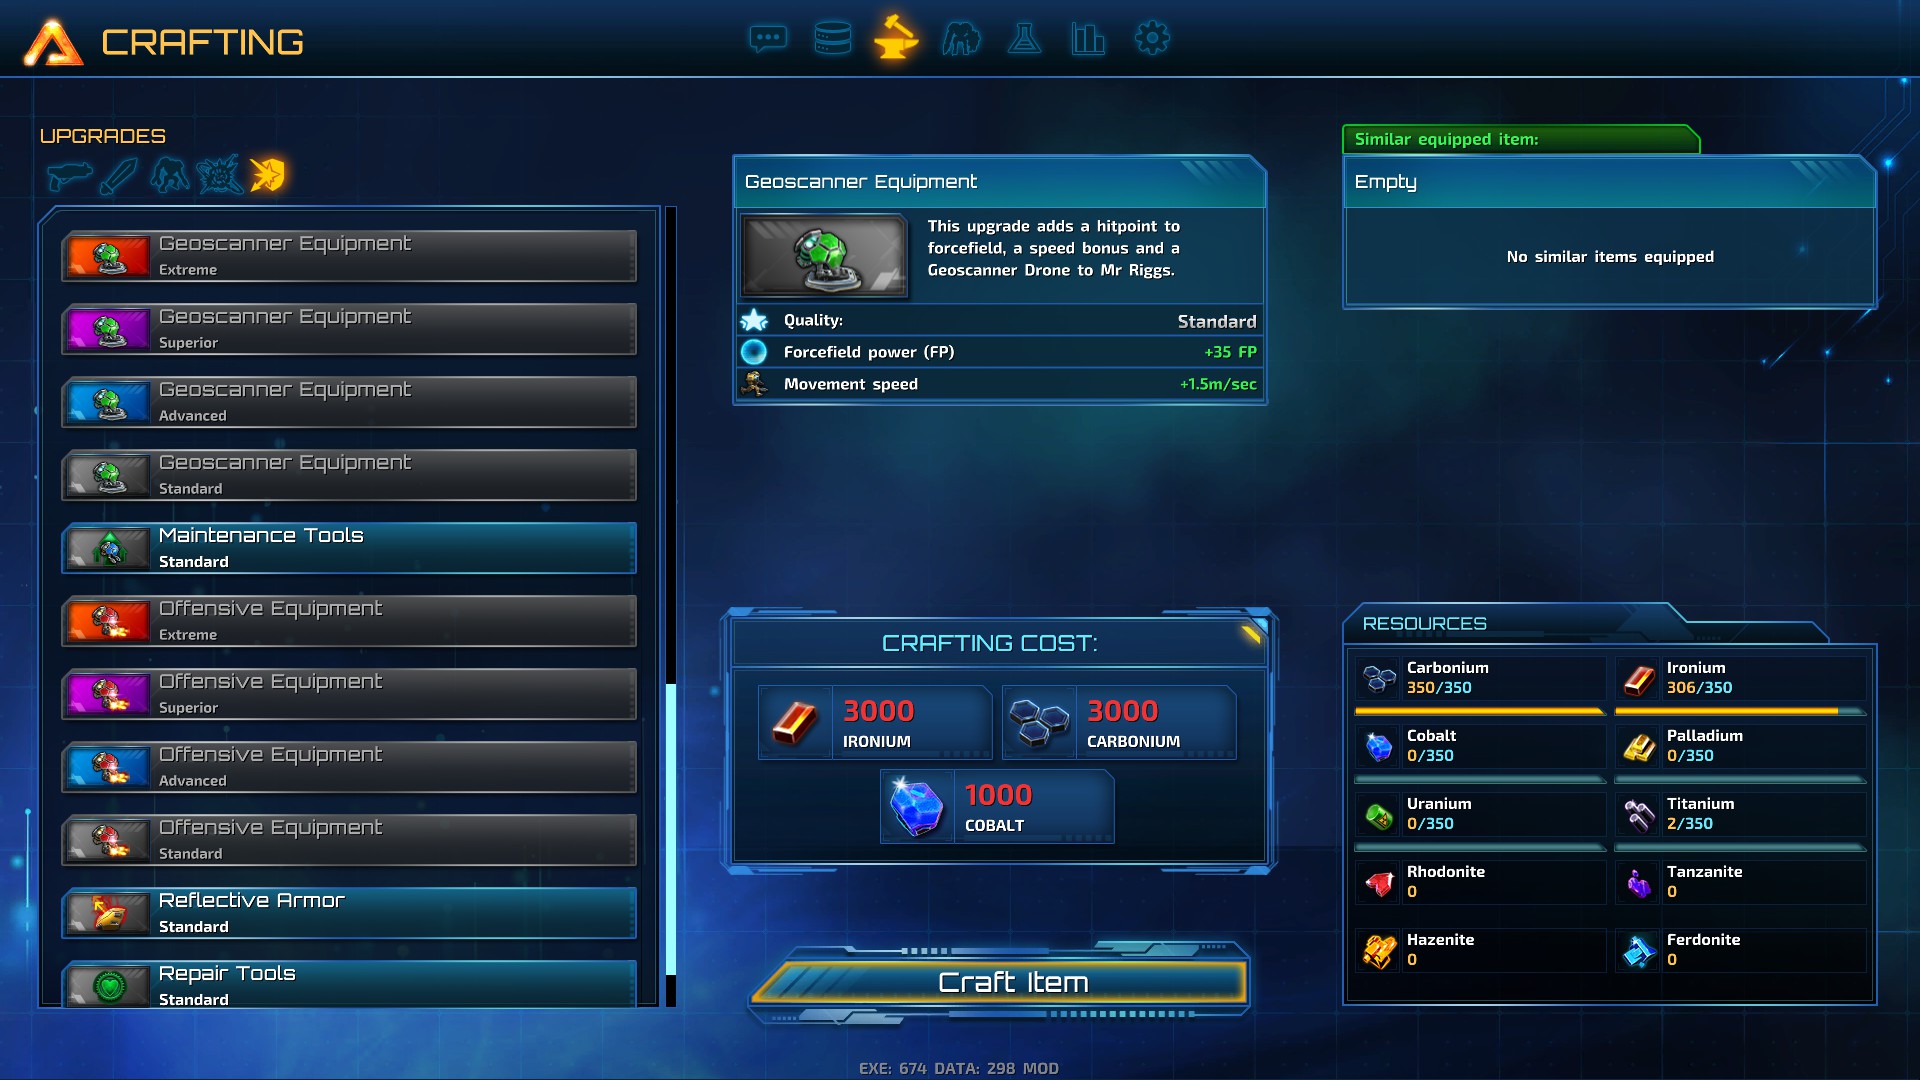 CRAFTING
UPGRADES
Geoscanner Equipment
Extreme
Geoscanner Equipment
Superior
Geoscanner Equipment
Advanced
Geoscanner Equipment
Standard
Maintenance Tools
Standard
Offensive Equipment
Extreme
Offensive Equipment
Superior
Offensive Equipment
Advanced
Offensive Equipment
Standard
Reflective Armor
Standard
Repair Tools
Standard
Geoscanner Equipment
This upgrade adds a hitpoint to
forcefield, a speed bonus and a
Geoscanner Drone to Mr Riggs.
Quality: Standard
Forcefield power (FP) +35 FP
Movement speed +1.5m/sec
CRAFTING COST:
3000
IRONIUM
3000
CARBONIUM
1000
COBALT
Craft Item
Similar equipped item:
Empty
No similar items equipped
RESOURCES
Carbonium
350/350
Ironium
306/350
Cobalt
0/350
Palladium
0/350
Uranium
0/350
Titanium
2/350
Rhodonite
0
Tanzanite
0
Hazenite
0
Ferdonite
0
EXE: 674 DATA: 298 MOD